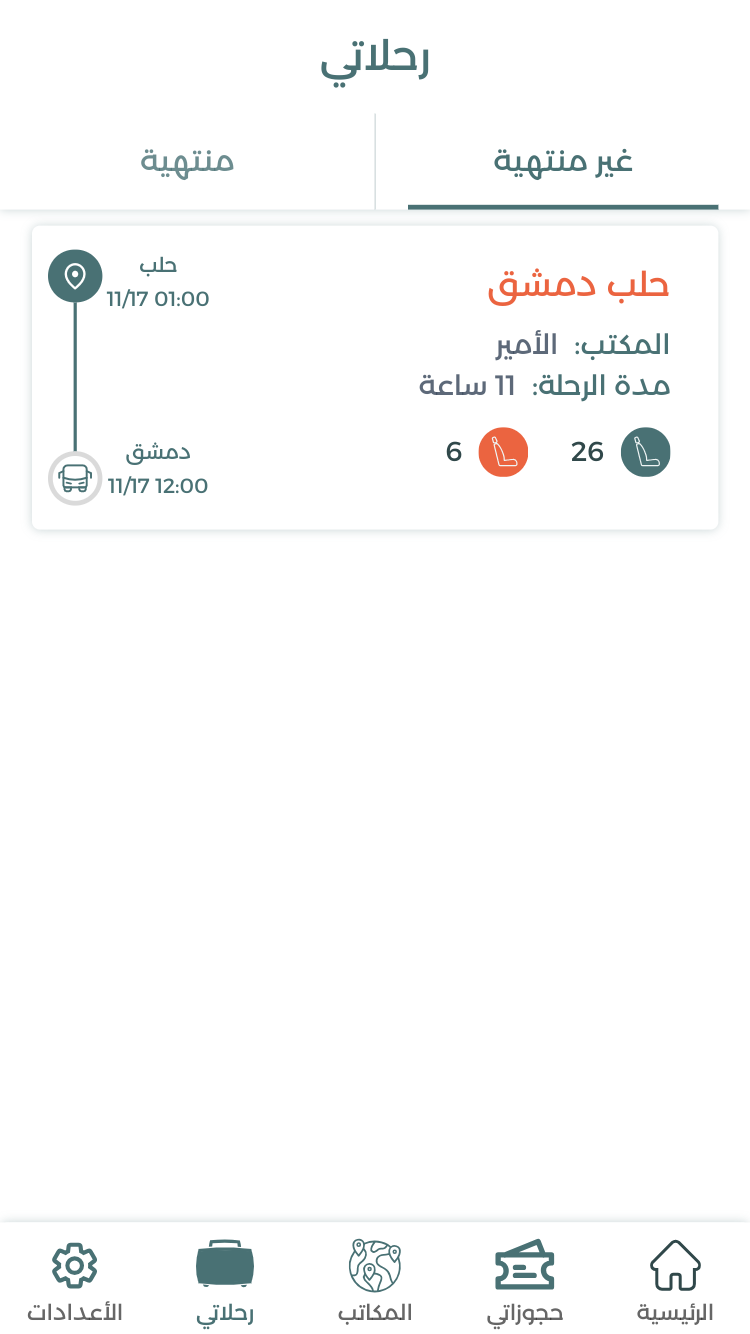 رحلاتي
غير منتهية
منتهية
حلب دمشق
المكتب: الأمير
مدة الرحلة: 11 ساعة
26
6
حلب
11/17 01:00
دمشق
11/17 12:00
الرئيسية
حجوزاتي
المكاتب
رحلاتي
الأعدادات